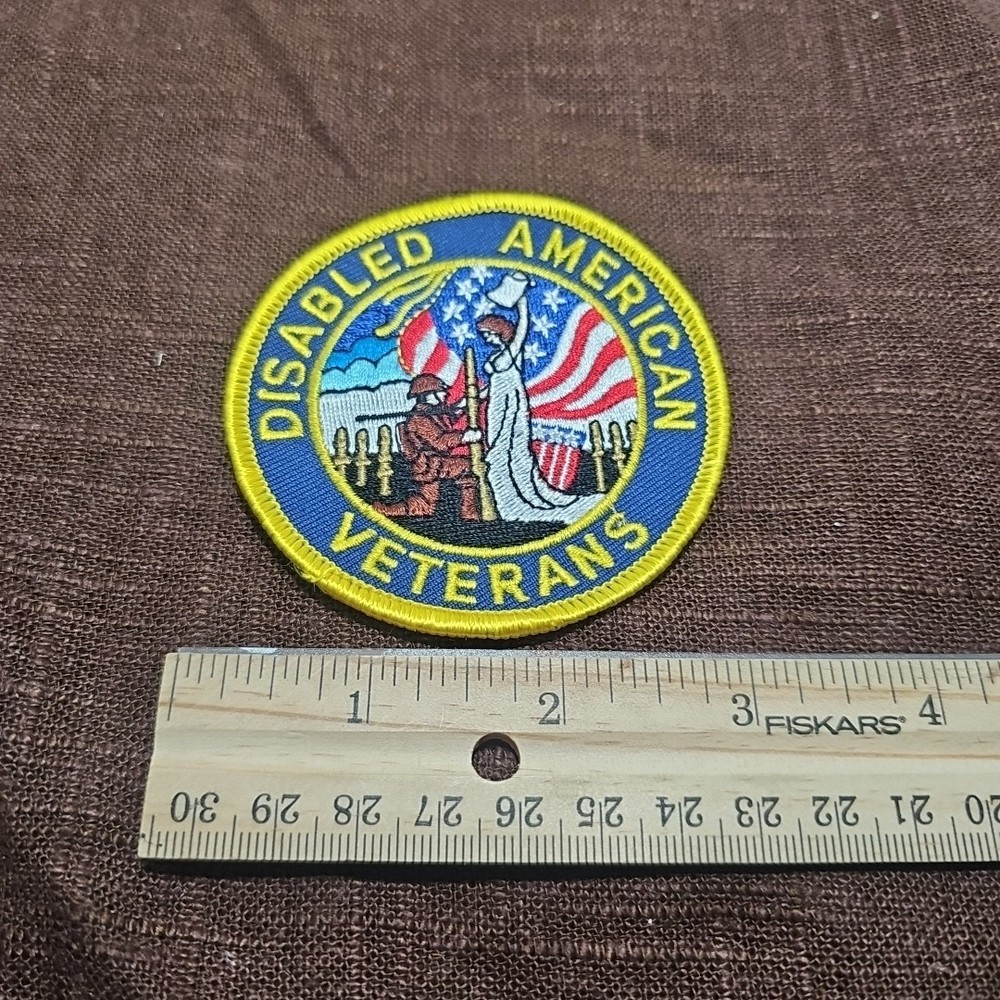 DISABLED AMERICAN
VETERANS
1 2 3 FISKARS® 4
30 29 28 27 26 25 24 23 22 21 20